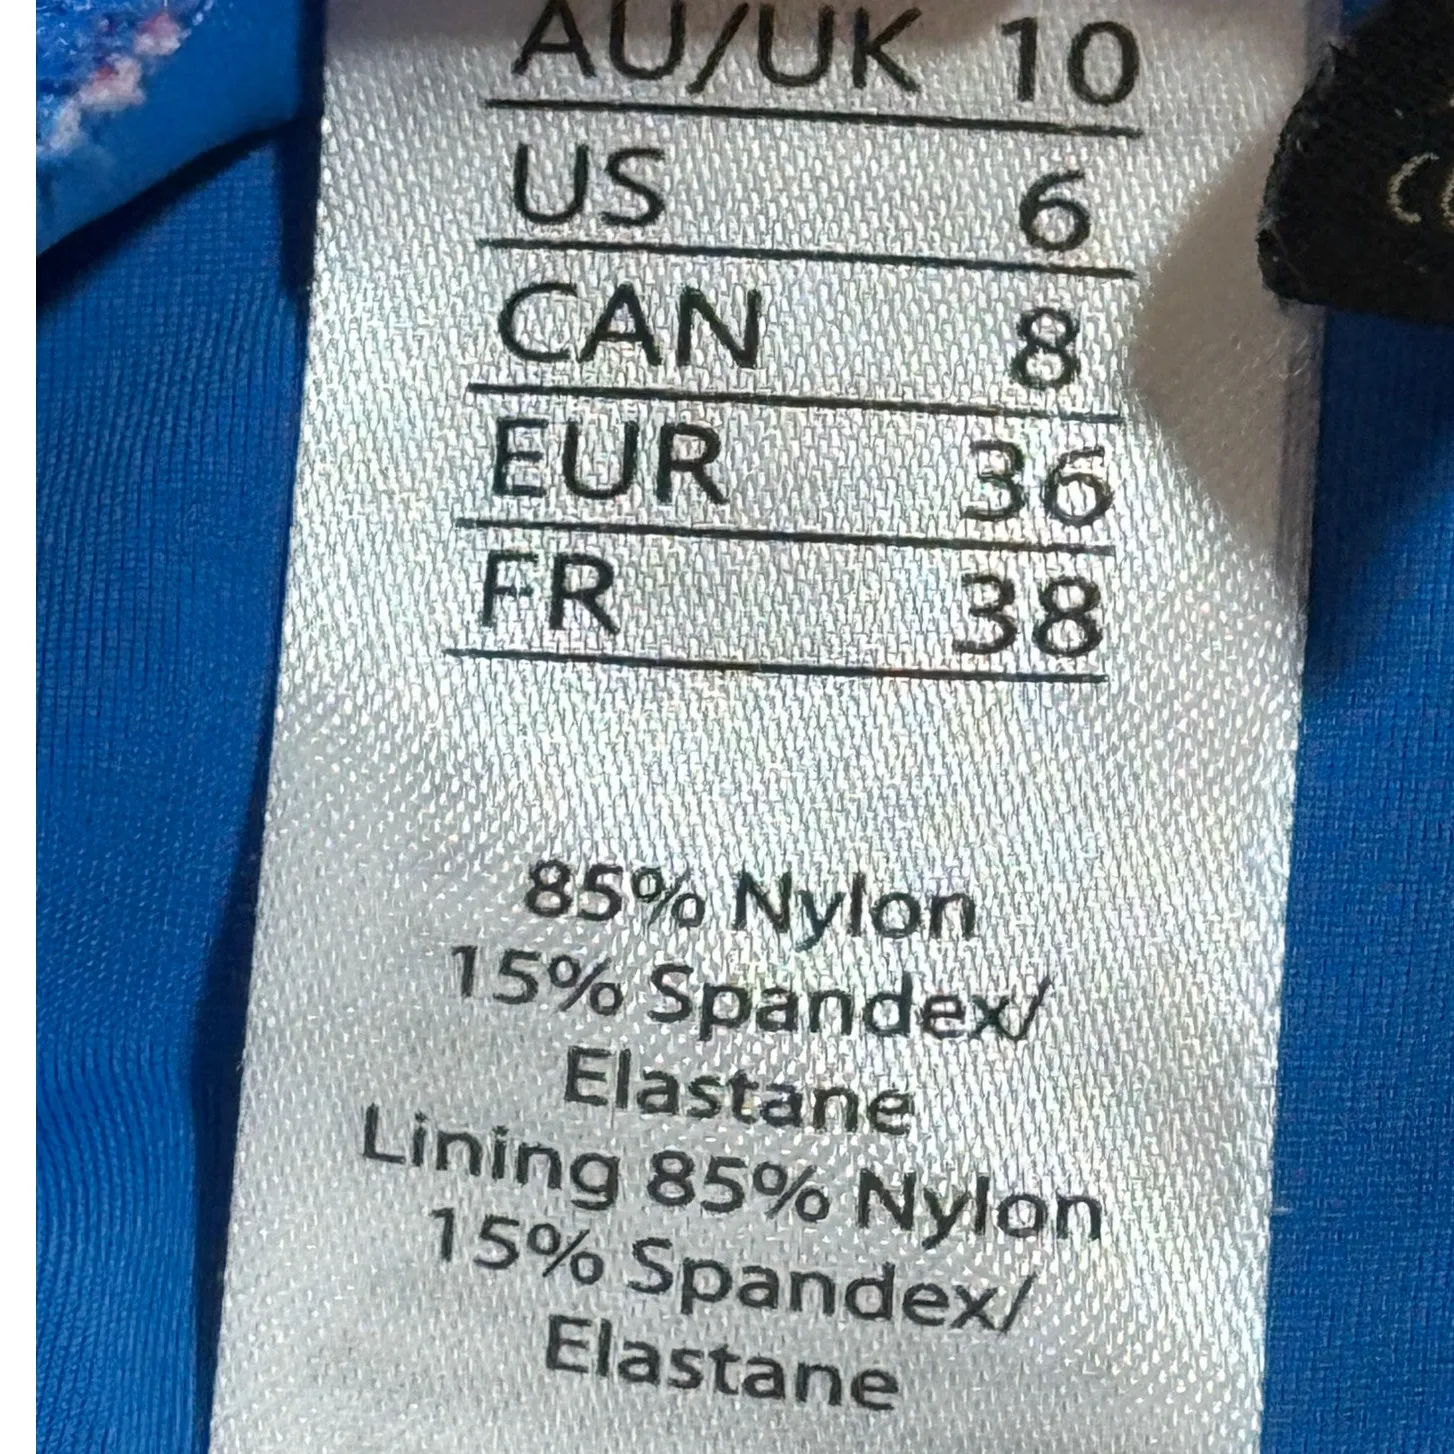 AU/UK 10
US 6
CAN 8
EUR 36
FR 38
85% Nylon
15% Spandex/
Elastane
Lining 85% Nylon
15% Spandex/
Elastane